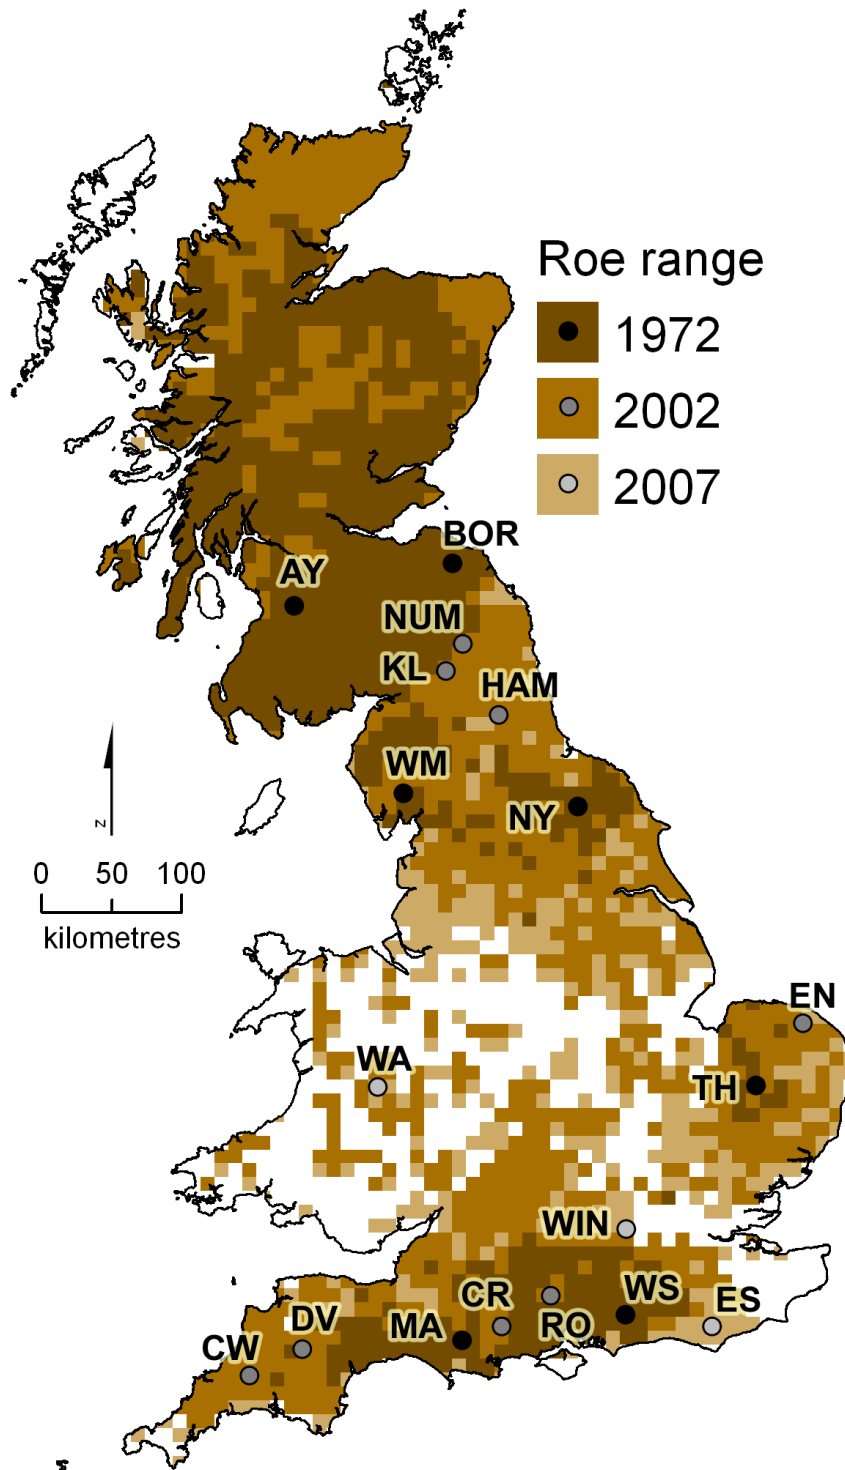 Roe range
1972
2002
2007
BOR
AY
NUM
KL
HAM
WM
NY
z
0 50 100
kilometres
EN
WA
TH
WIN
WS
CR
ES
DV
MA
RO
CW